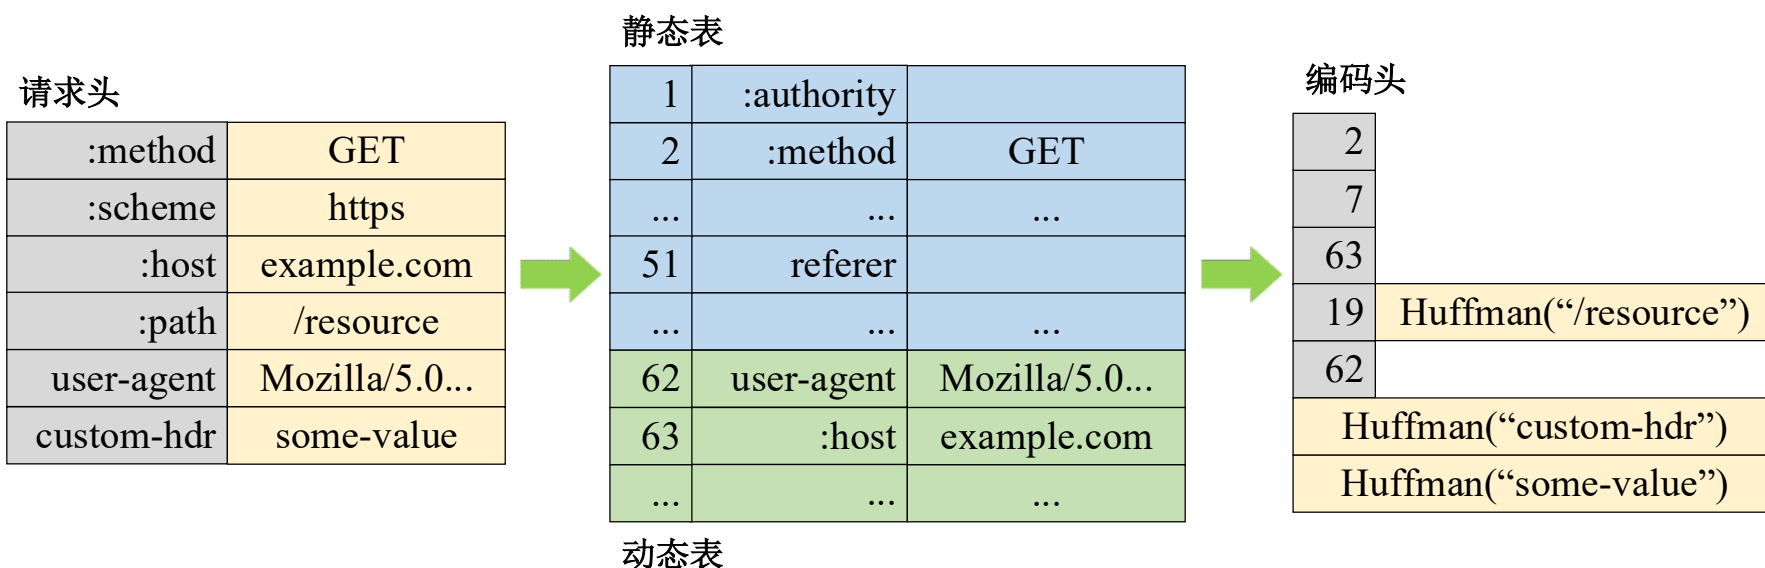 请求头
:method GET
:scheme https
:host example.com
:path /resource
user-agent Mozilla/5.0...
custom-hdr some-value
静态表
1 :authority
2 :method GET
... ... ...
51 referer
... ... ...
62 user-agent Mozilla/5.0...
63 :host example.com
... ... ...
动态表
编码头
2
7
63
19 Huffman(“/resource”)
62
Huffman(“custom-hdr”)
Huffman(“some-value”)